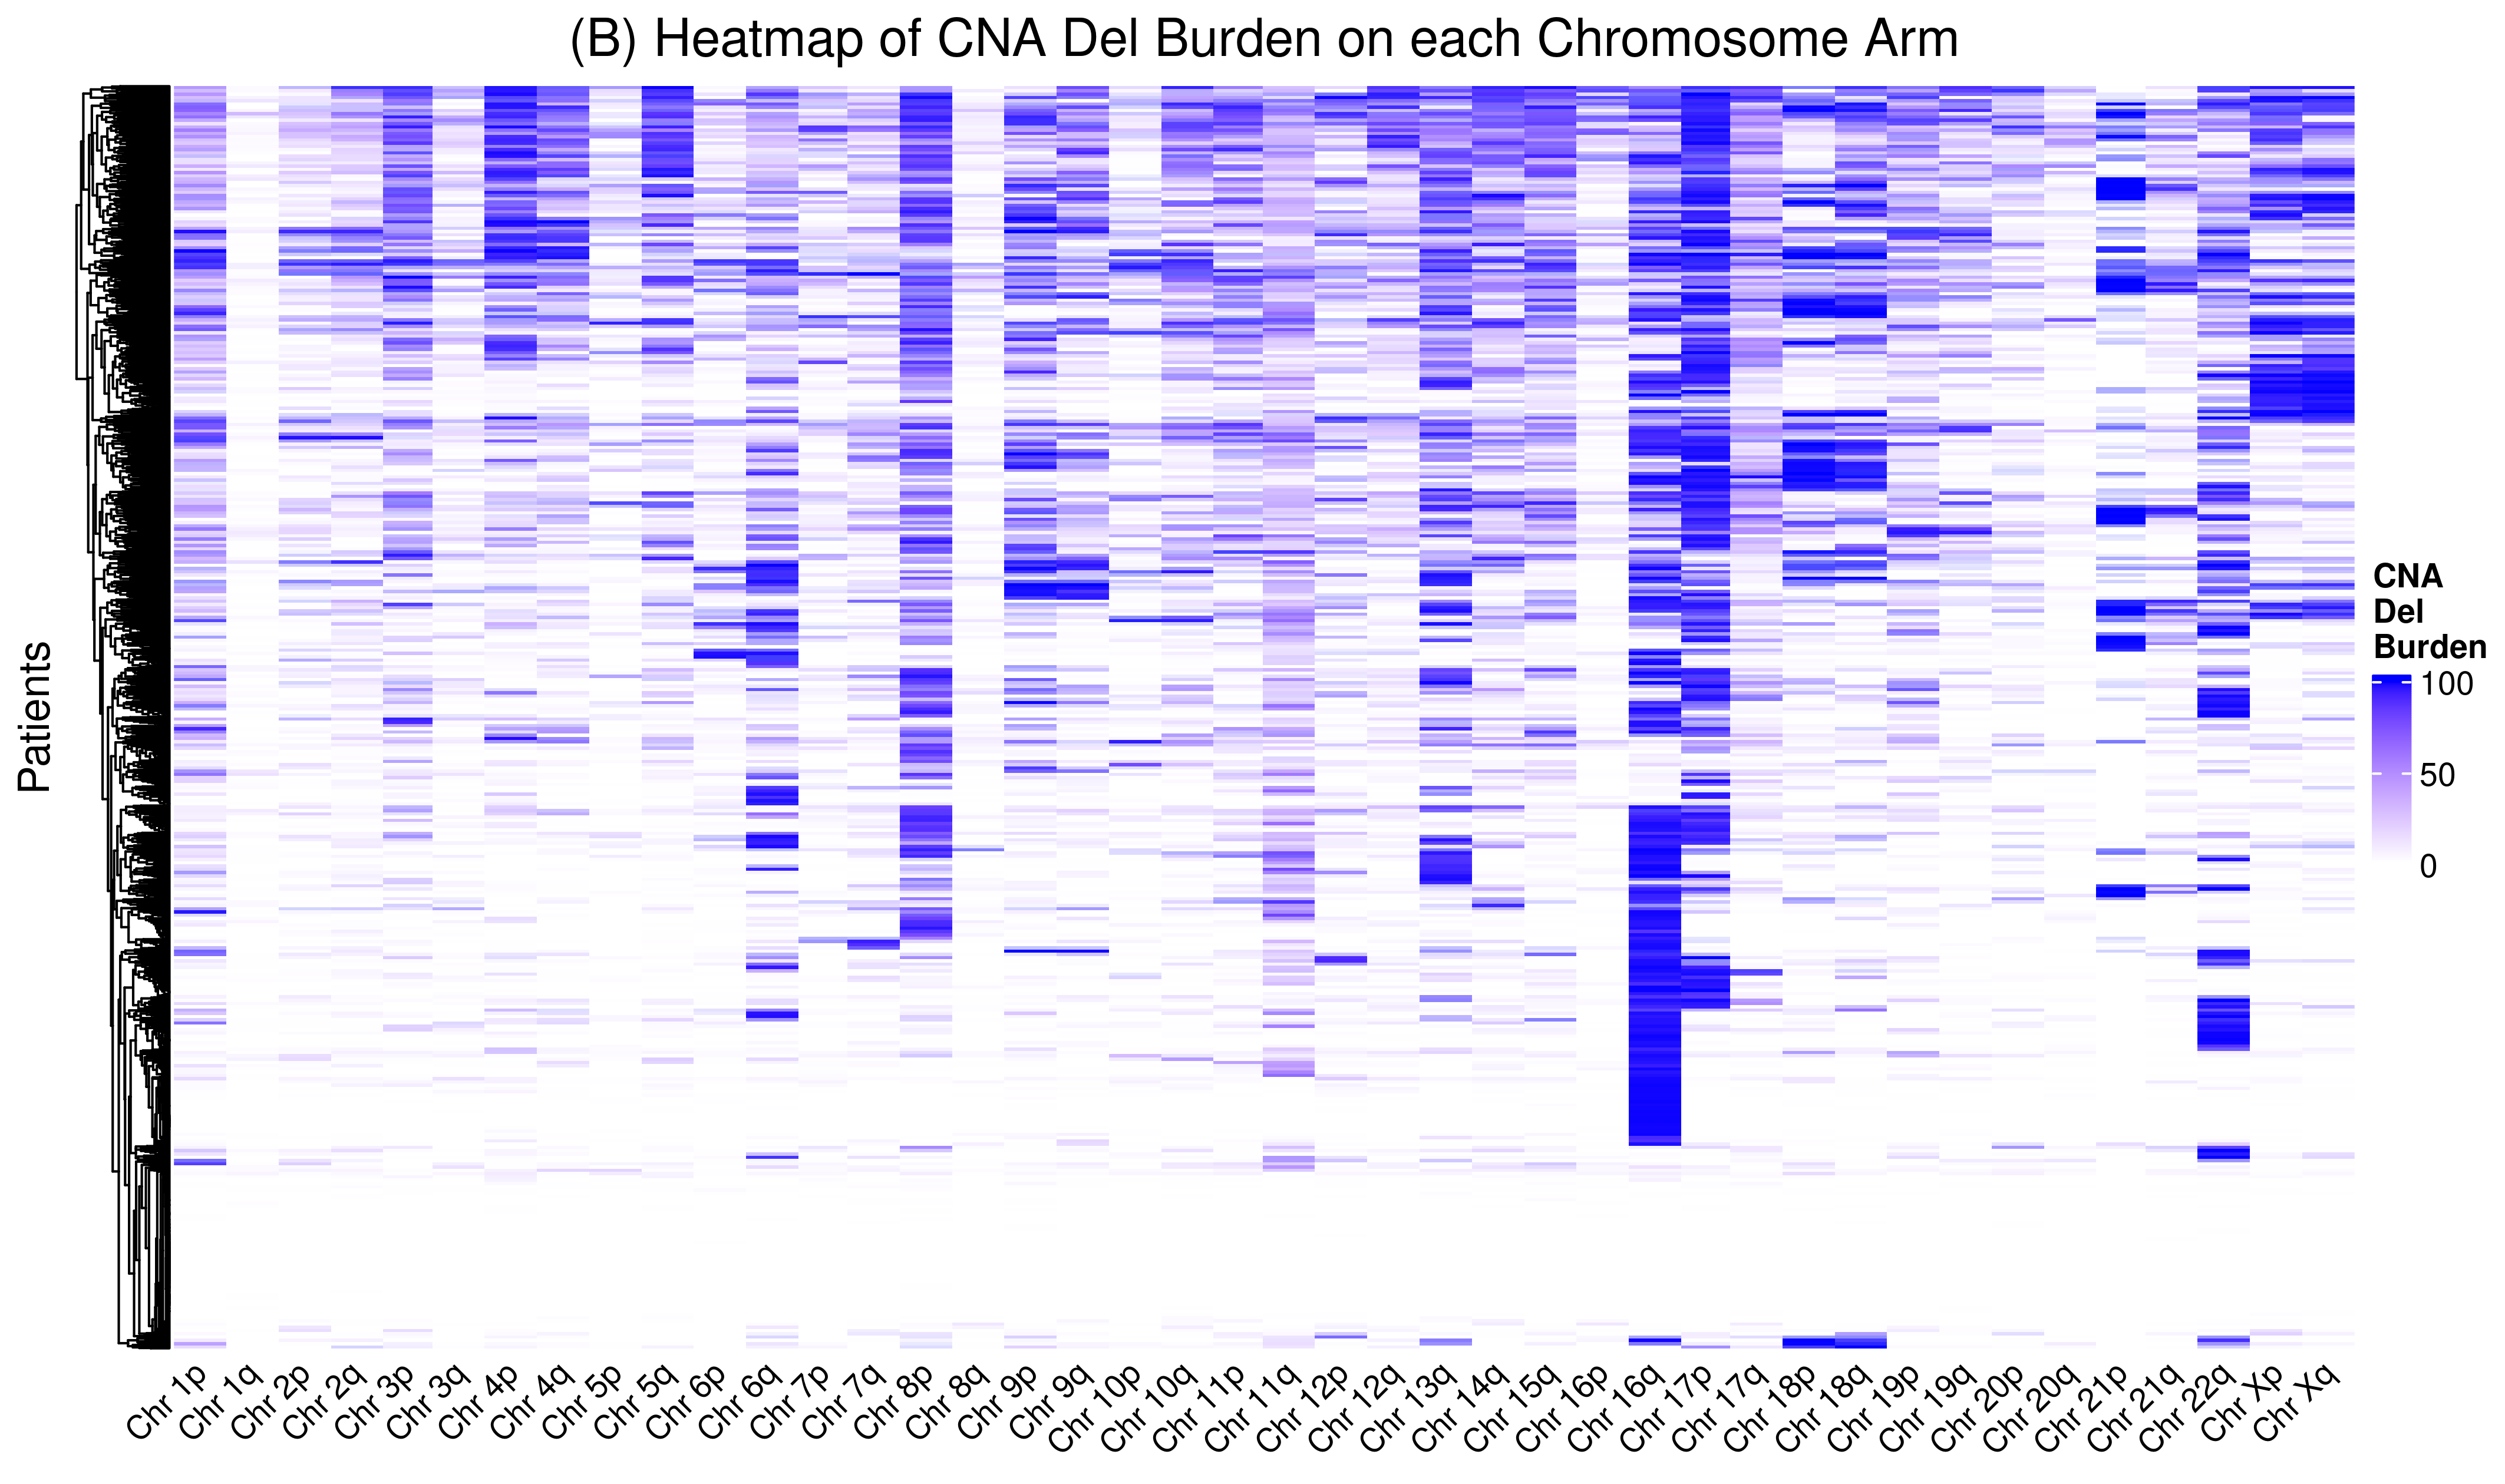 (B) Heatmap of CNA Del Burden on each Chromosome Arm
Patients
CNA
Del
Burden
100
50
0
Chr 1p
Chr 1q
Chr 2p
Chr 2q
Chr 3p
Chr 3q
Chr 4p
Chr 4q
Chr 5p
Chr 5q
Chr 6p
Chr 6q
Chr 7p
Chr 7q
Chr 8p
Chr 8q
Chr 9p
Chr 9q
Chr 10p
Chr 10q
Chr 11p
Chr 11q
Chr 12p
Chr 12q
Chr 13q
Chr 14q
Chr 15q
Chr 16p
Chr 16q
Chr 17p
Chr 17q
Chr 18p
Chr 18q
Chr 19p
Chr 19q
Chr 20p
Chr 20q
Chr 21p
Chr 21q
Chr 22q
Chr Xp
Chr Xq